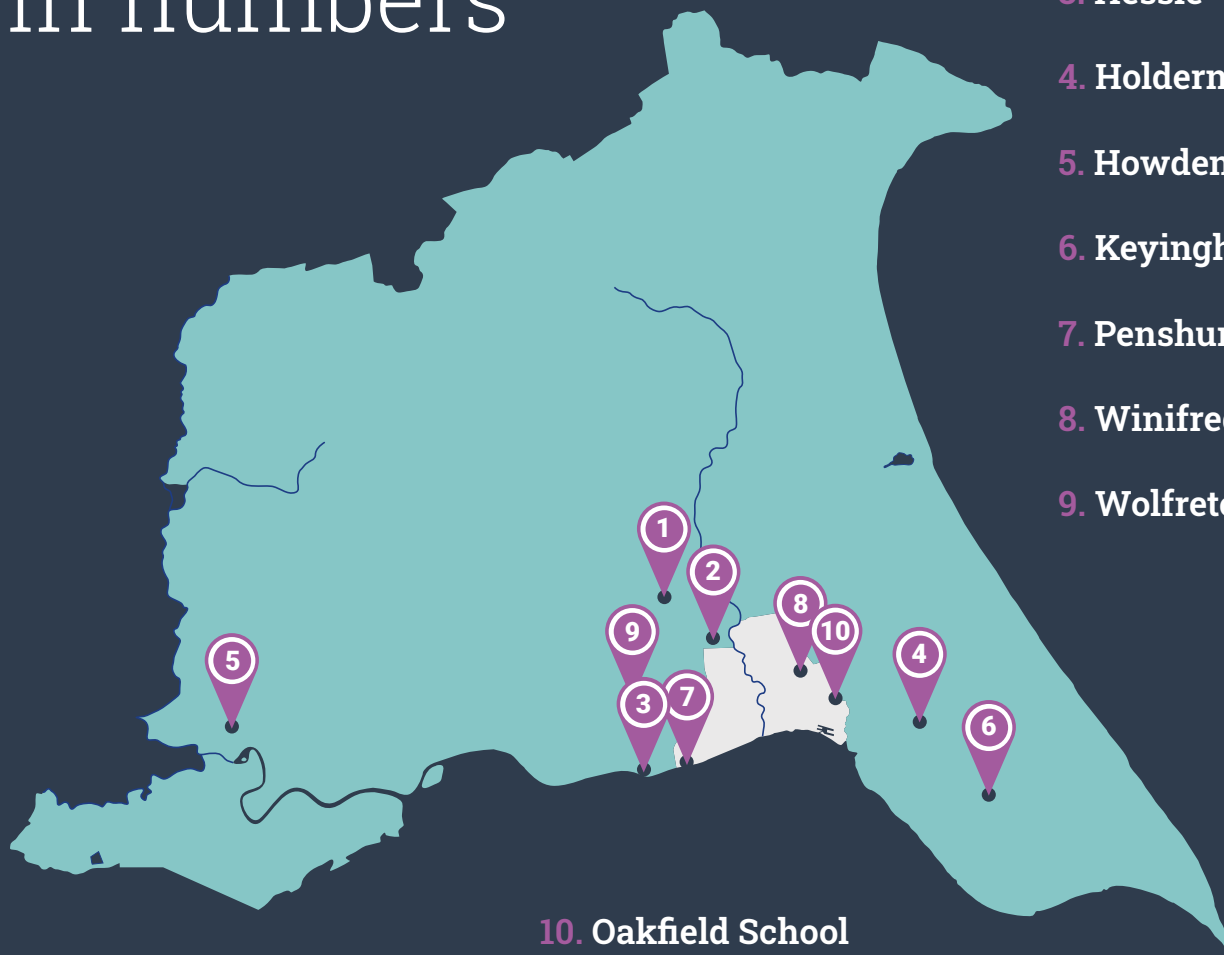 in numbers
4. Holdern
5. Howden
6. Keyingh
7. Penshur
8. Winifre
9. Wolfret
1
2
8
9
10
5
4
3
7
6
10. Oakfield School